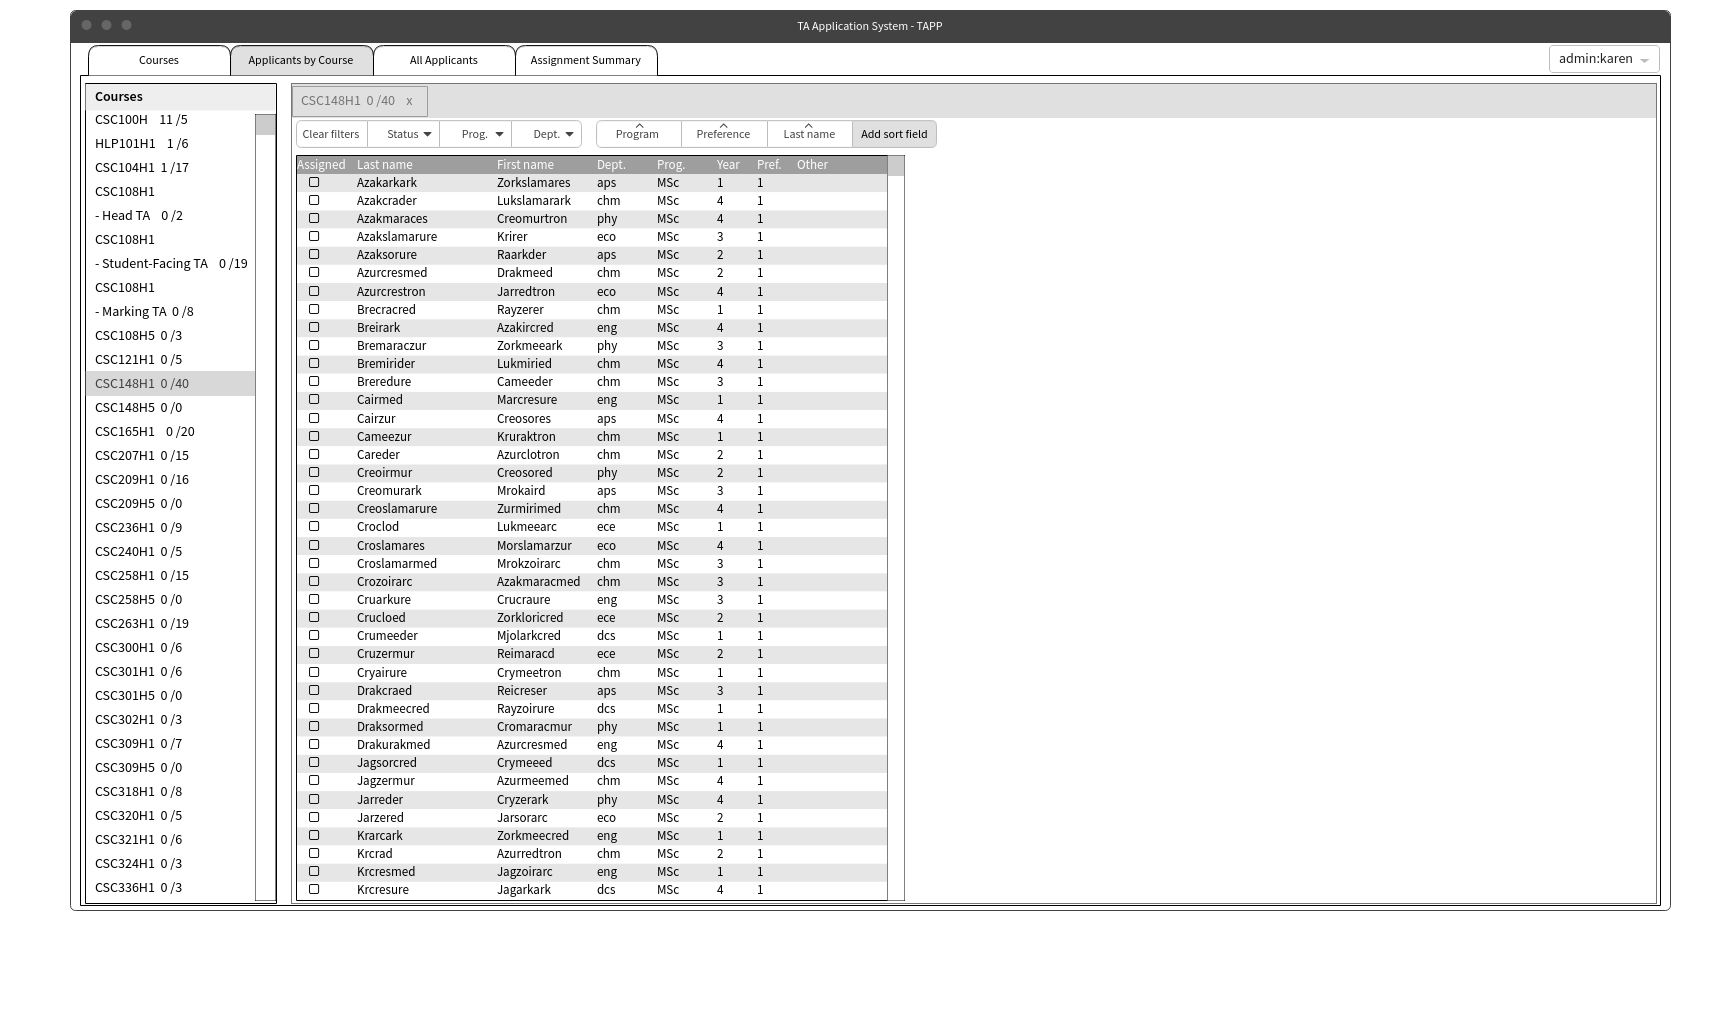 TA Application System - TAPP
Courses Applicants by Course All Applicants Assignment Summary admin:karen
Courses
CSC100H 11 /5
HLP101H1 1 /6
CSC104H1 1 /17
CSC108H1
- Head TA 0 /2
CSC108H1
- Student-Facing TA 0 /19
CSC108H1
- Marking TA 0 /8
CSC108H5 0 /3
CSC121H1 0 /5
CSC148H1 0 /40
CSC148H5 0 /0
CSC165H1 0 /20
CSC207H1 0 /15
CSC209H1 0 /16
CSC209H5 0 /0
CSC236H1 0 /9
CSC240H1 0 /5
CSC258H1 0 /15
CSC258H5 0 /0
CSC263H1 0 /19
CSC300H1 0 /6
CSC301H1 0 /6
CSC301H5 0 /0
CSC302H1 0 /3
CSC309H1 0 /7
CSC309H5 0 /0
CSC318H1 0 /8
CSC320H1 0 /5
CSC321H1 0 /6
CSC324H1 0 /3
CSC336H1 0 /3
CSC148H1 0 /40 x
Clear filters Status Prog. Dept. Program Preference Last name Add sort field
Assigned Last name First name Dept. Prog. Year Pref. Other
Azakarkark Zorkslamares aps MSc 1 1
Azakcrader Lukslamarark chm MSc 4 1
Azakmaraces Creomurtron phy MSc 4 1
Azakslamarure Krirer eco MSc 3 1
Azaksorure Raarkder aps MSc 2 1
Azurcresmed Drakmeed chm MSc 2 1
Azurcrestron Jarredtron eco MSc 4 1
Brecracred Rayzerer chm MSc 1 1
Breirark Azakircred eng MSc 4 1
Bremaraczur Zorkmeeark phy MSc 3 1
Bremirider Lukmiried chm MSc 4 1
Breredure Cameeder chm MSc 3 1
Cairmed Marcresure eng MSc 1 1
Cairzur Creosores aps MSc 4 1
Cameezur Kruraktron chm MSc 1 1
Careder Azurclotron chm MSc 2 1
Creoirmur Creosored phy MSc 2 1
Creomurark Mrokaird aps MSc 3 1
Creoslamarure Zurmirimed chm MSc 4 1
Croclod Lukmeearc ece MSc 1 1
Croslamares Morslamarzur eco MSc 4 1
Croslamarmed Mrokzoirarc chm MSc 3 1
Crozoirarc Azakmaracmed chm MSc 3 1
Cruarkure Crucraure eng MSc 3 1
Crucloed Zorkloricred ece MSc 2 1
Crumeeder Mjolarkcred dcs MSc 1 1
Cruzermur Reimaracd ece MSc 2 1
Cryairure Crymeetron chm MSc 1 1
Drakcraed Reicreser aps MSc 3 1
Drakmeecred Rayzoirure dcs MSc 1 1
Draksormed Cromaracmur phy MSc 1 1
Drakurakmed Azurcresmed eng MSc 4 1
Jagsorcred Crymeeed dcs MSc 1 1
Jagzermur Azurmeemed chm MSc 4 1
Jarreder Cryzerark phy MSc 4 1
Jarzered Jarsorarc eco MSc 2 1
Krarcark Zorkmeecred eng MSc 1 1
Krcrad Azurredtron chm MSc 2 1
Krcresmed Jagzoirarc eng MSc 1 1
Krcresure Jagarkark dcs MSc 4 1